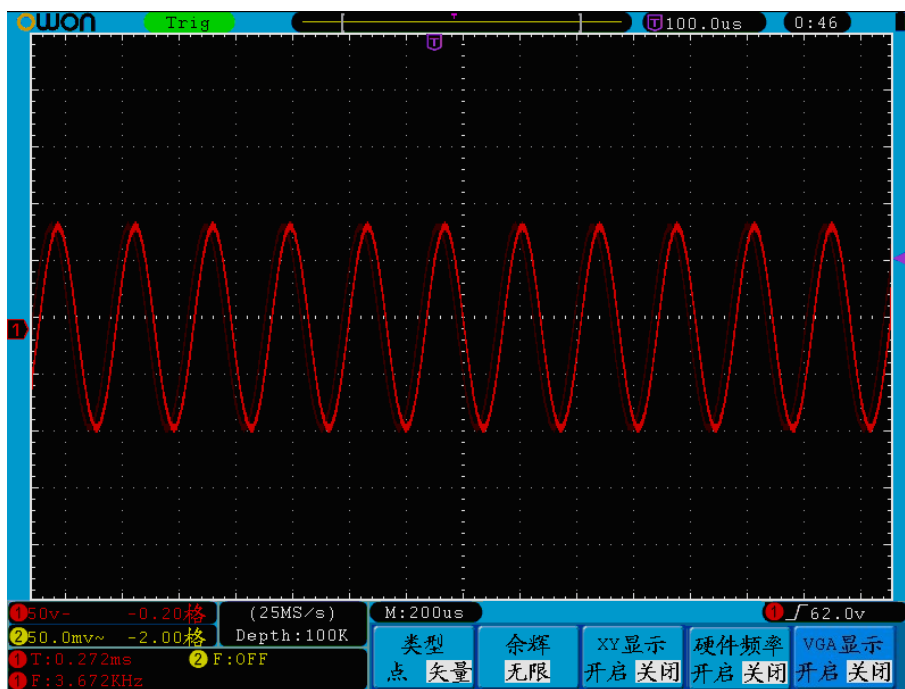 owon Trig T 100.0us 0:46
T
1
1 50v- -0.20格 (25MS/s) M:200us 1 62.0v
2 50.0mv~ -2.00格 Depth:100K
1 T:0.272ms 2 F:OFF
1 F:3.672KHz
类型 余辉 XY显示 硬件频率 VGA显示
点 矢量 无限 开启 关闭 开启 关闭 开启 关闭